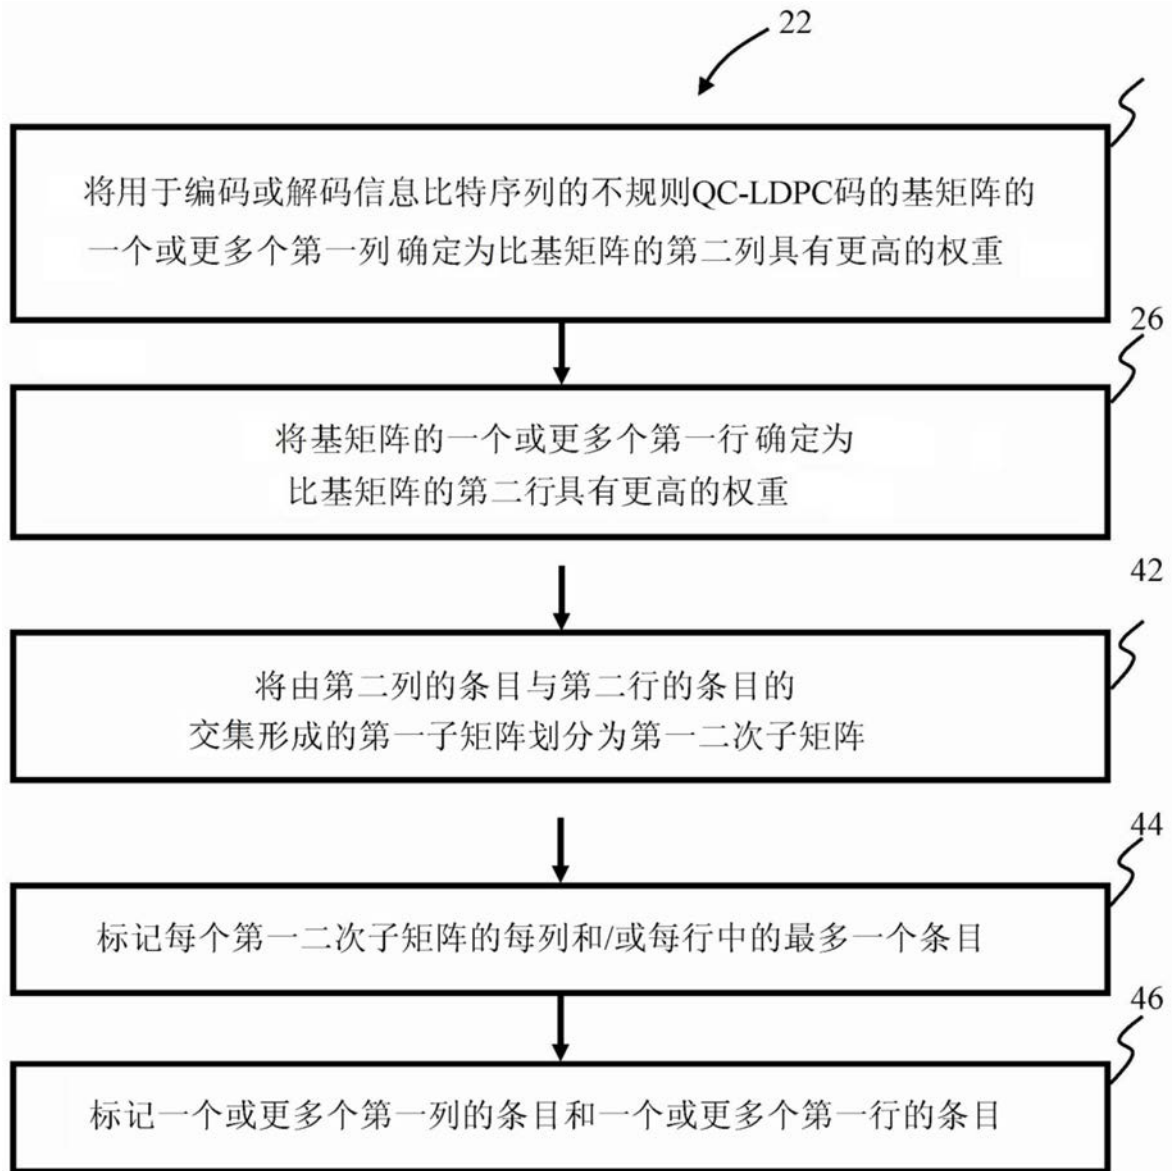 22
将用于编码或解码信息比特序列的不规则QC-LDPC码的基矩阵的
一个或更多个第一列 确定为比基矩阵的第二列具有更高的权重
26
将基矩阵的一个或更多个第一行 确定为
比基矩阵的第二行具有更高的权重
42
将由第二列的条目与第二行的条目的
交集形成的第一子矩阵划分为第一二次子矩阵
44
标记每个第一二次子矩阵的每列和/或每行中的最多一个条目
46
标记一个或更多个第一列的条目和一个或更多个第一行的条目